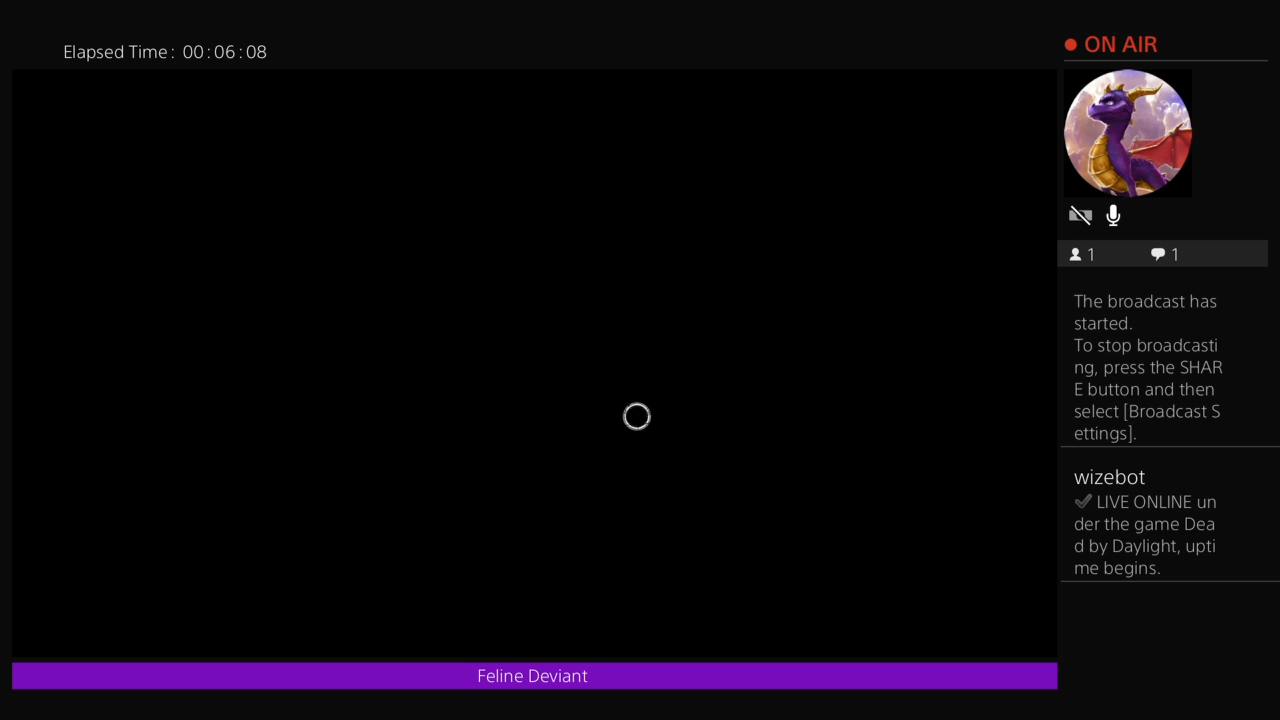 Elapsed Time: 00:06:08
ON AIR
1
1
The broadcast has
started.
To stop broadcasti
ng, press the SHAR
E button and then
select [Broadcast S
ettings].
wizebot
✓ LIVE ONLINE un
der the game Dea
d by Daylight, upti
me begins.
Feline Deviant